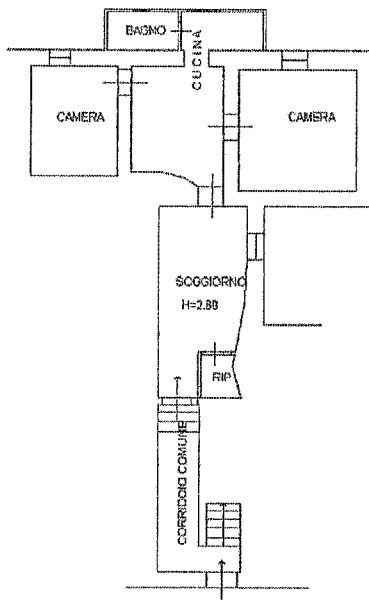 BAGNO
CUCINA
CAMERA
CAMERA
SOGGIORNO
H=2.80
RIP
CORRIDOIO COMUNE